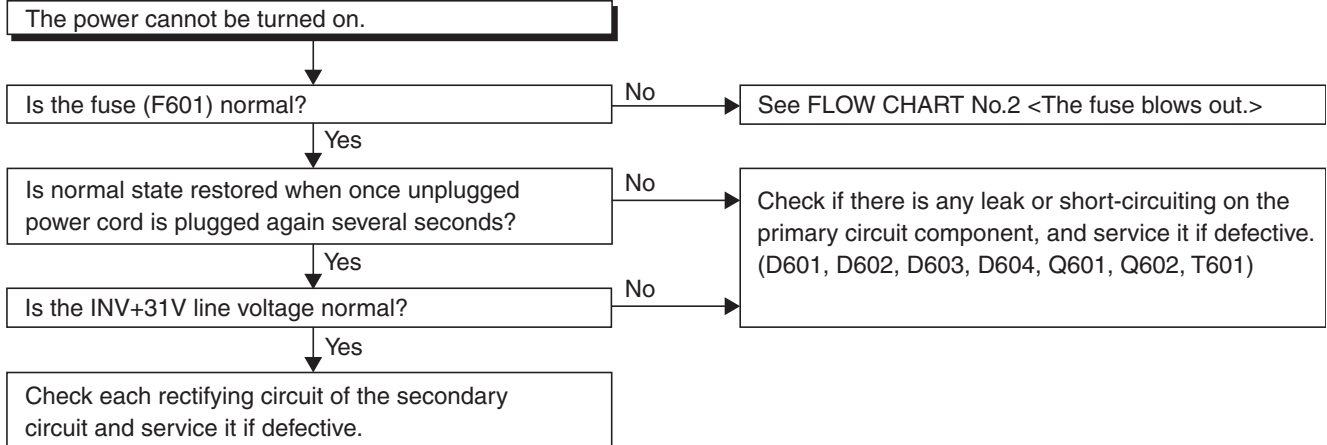 The power cannot be turned on.
Is the fuse (F601) normal?
No
See FLOW CHART No.2 <The fuse blows out.>
Yes
Is normal state restored when once unplugged
power cord is plugged again several seconds?
No
Check if there is any leak or short-circuiting on the
primary circuit component, and service it if defective.
(D601, D602, D603, D604, Q601, Q602, T601)
Yes
Is the INV+31V line voltage normal?
No
Yes
Check each rectifying circuit of the secondary
circuit and service it if defective.